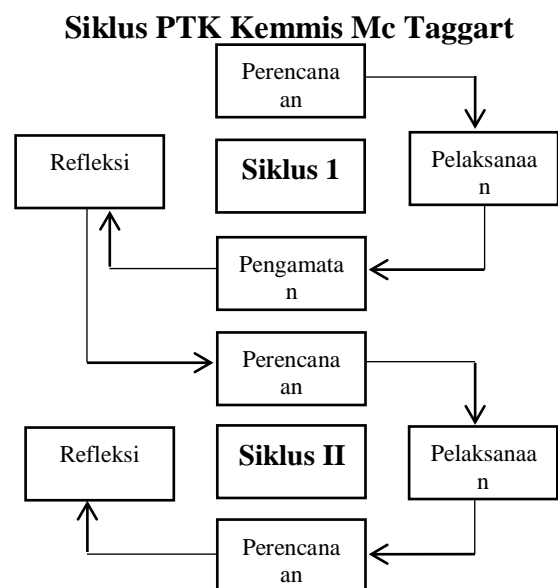 Siklus PTK Kemmis Mc Taggart
Perencana
an
Refleksi
Siklus 1
Pelaksanaa
n
Pengamata
n
Perencana
an
Refleksi
Siklus II
Pelaksanaa
n
Perencana
an